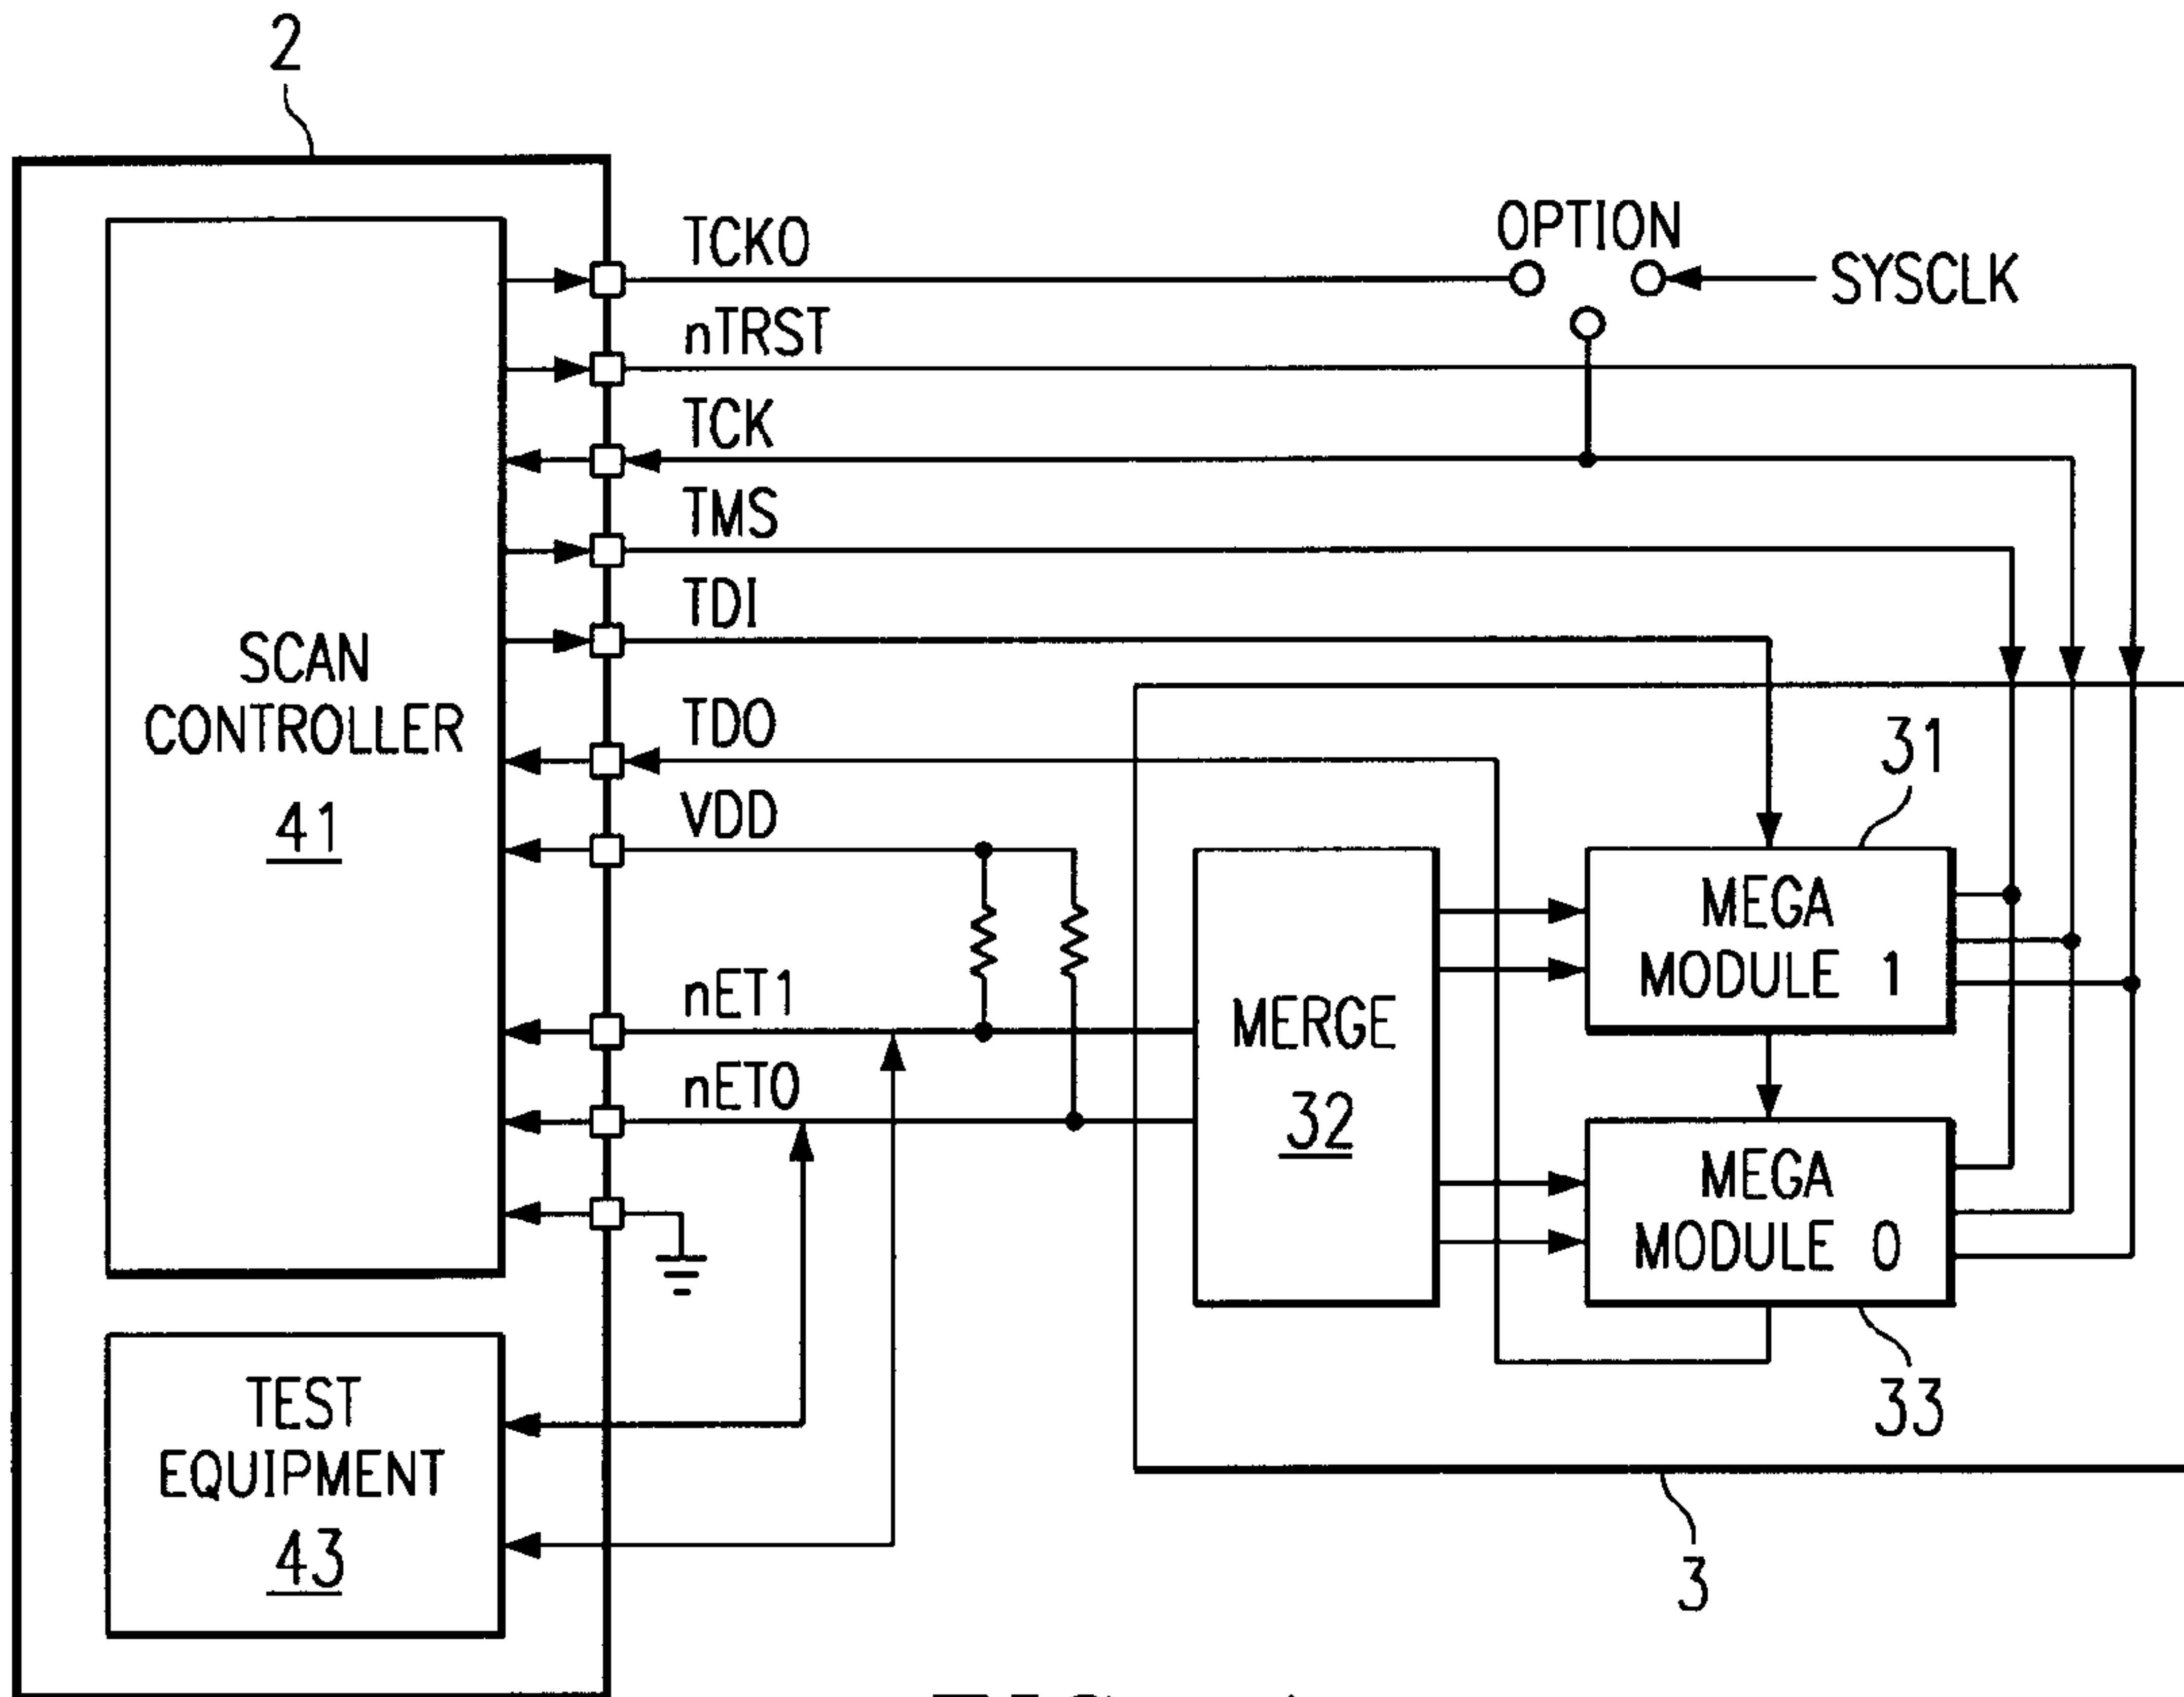 2
TCKO
OPTION
SYSCLK
nTRST
TCK
TMS
TDI
SCAN
CONTROLLER
41
TDO
VDD
31
MEGA
MODULE 1
nET1
MERGE
32
nET0
MEGA
MODULE 0
33
TEST
EQUIPMENT
43
3